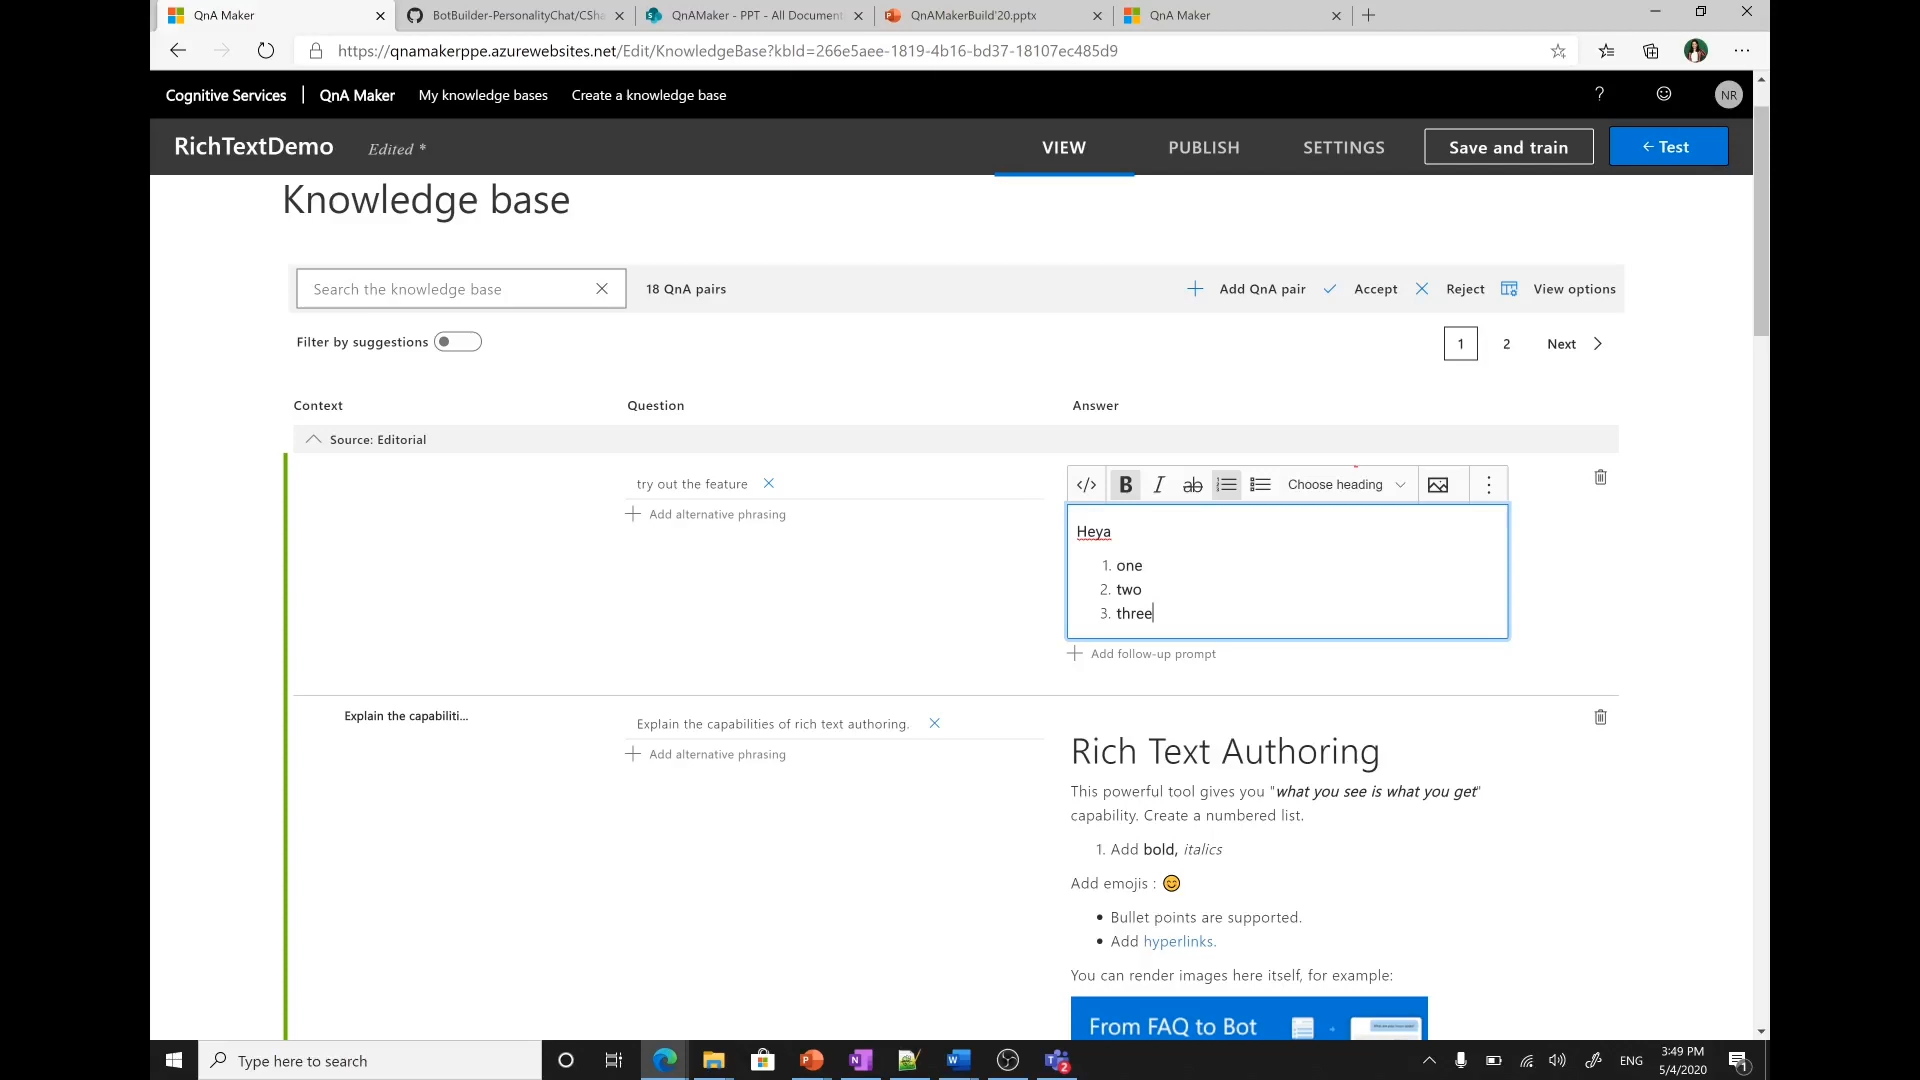 QnA Maker
BotBuilder-PersonalityChat/CSha
QnAMaker - PPT - All Document
QnAMakerBuild'20.pptx
QnA Maker
https://qnamakerppe.azurewebsites.net/Edit/KnowledgeBase?kbId=266e5aee-1819-4b16-bd37-18107ec485d9
Cognitive Services | QnA Maker My knowledge bases Create a knowledge base ? NR
RichTextDemo Edited * VIEW PUBLISH SETTINGS Save and train ← Test
Knowledge base
Search the knowledge base 18 QnA pairs Add QnA pair Accept Reject View options
Filter by suggestions 1 2 Next
Context Question Answer
Source: Editorial
try out the feature
Add alternative phrasing
</> B I ab Choose heading
Heya
1. one
2. two
3. three
Add follow-up prompt
Explain the capabiliti...
Explain the capabilities of rich text authoring.
Add alternative phrasing
Rich Text Authoring
This powerful tool gives you "what you see is what you get"
capability. Create a numbered list.
1. Add bold, italics
Add emojis : 😊
• Bullet points are supported.
• Add hyperlinks.
You can render images here itself, for example:
From FAQ to Bot
Type here to search
2
ENG
3:49 PM
5/4/2020
1